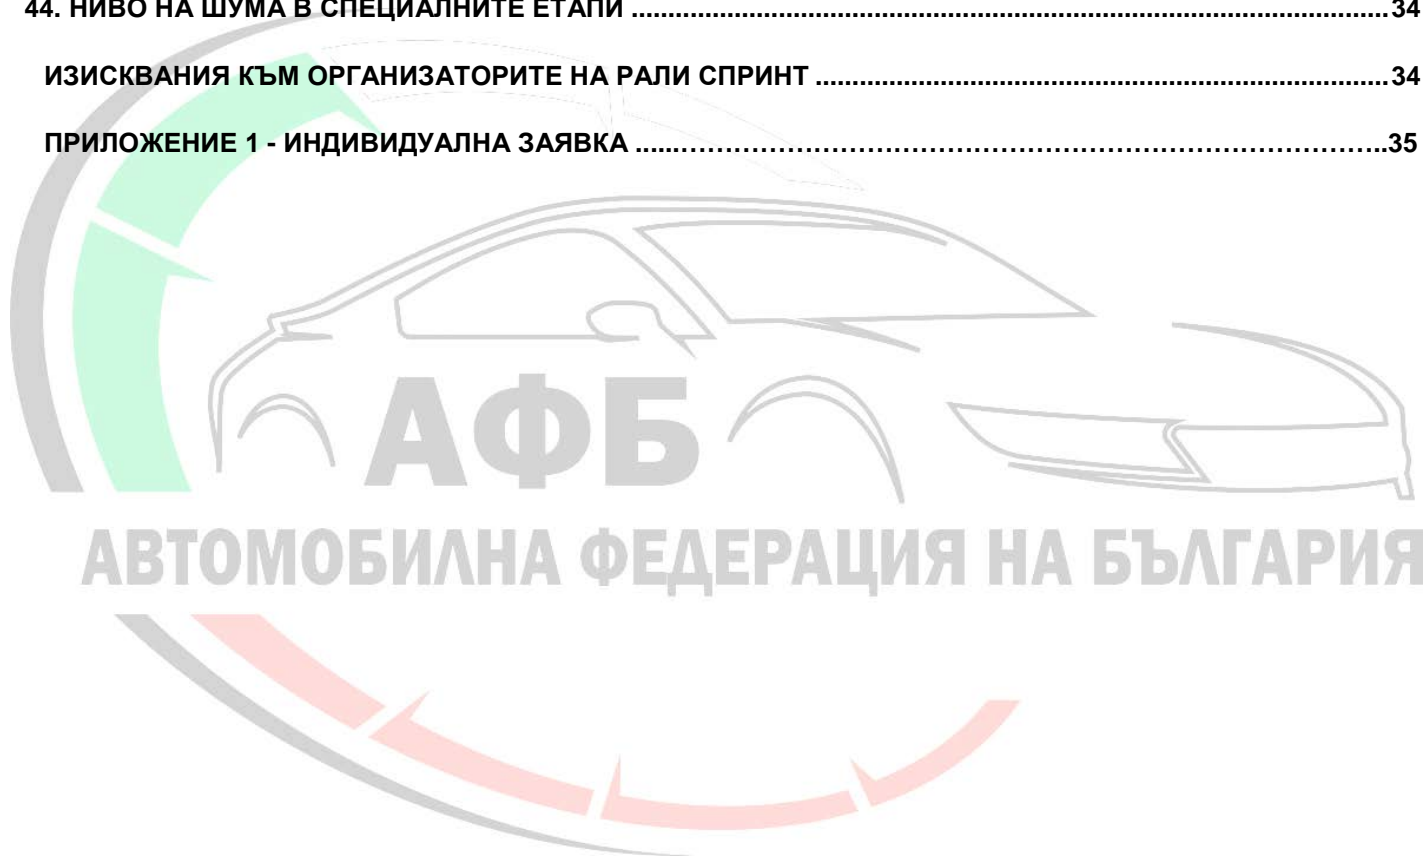 44. НИВО НА ШУМА В СПЕЦИАЛНИТЕ ЕТАПИ ........................................................................................................34
ИЗИСКВАНИЯ КЪМ ОРГАНИЗАТОРИТЕ НА РАЛИ СПРИНТ ...............................................................................34
ПРИЛОЖЕНИЕ 1 - ИНДИВИДУАЛНА ЗАЯВКА ......…………………………………………………………………………..35
АФБ
АВТОМОБИЛНА ФЕДЕРАЦИЯ НА БЪЛГАРИЯ